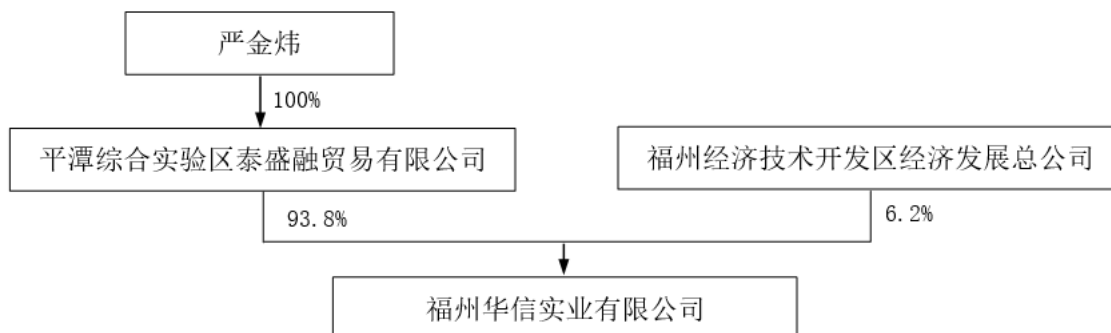 严金炜
100%
平潭综合实验区泰盛融贸易有限公司
福州经济技术开发区经济发展总公司
93.8%
6.2%
福州华信实业有限公司